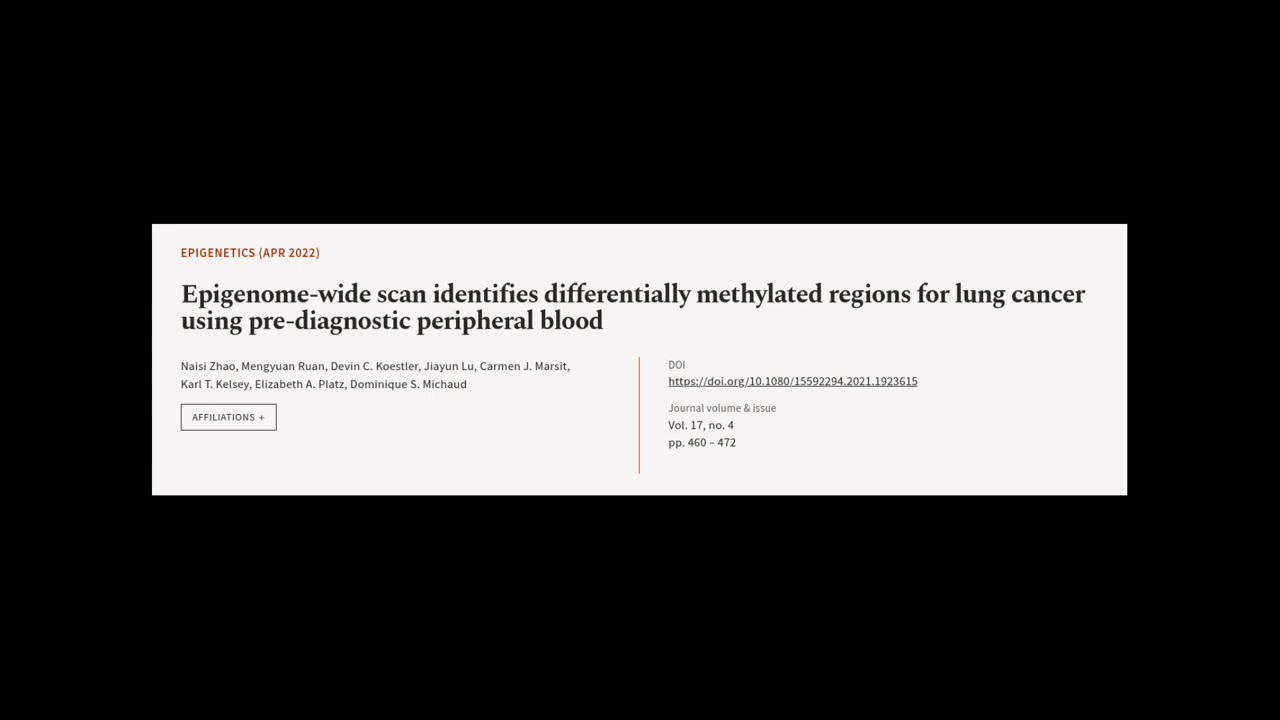 EPIGENETICS (APR 2022)
Epigenome-wide scan identifies differentially methylated regions for lung cancer
using pre-diagnostic peripheral blood
Naisi Zhao, Mengyuan Ruan, Devin C. Koestler, Jiayun Lu, Carmen J. Marsit,
Karl T. Kelsey, Elizabeth A. Platz, Dominique S. Michaud
AFFILIATIONS +
DOI
https://doi.org/10.1080/15592294.2021.1923615
Journal volume & issue
Vol. 17, no. 4
pp. 460 – 472